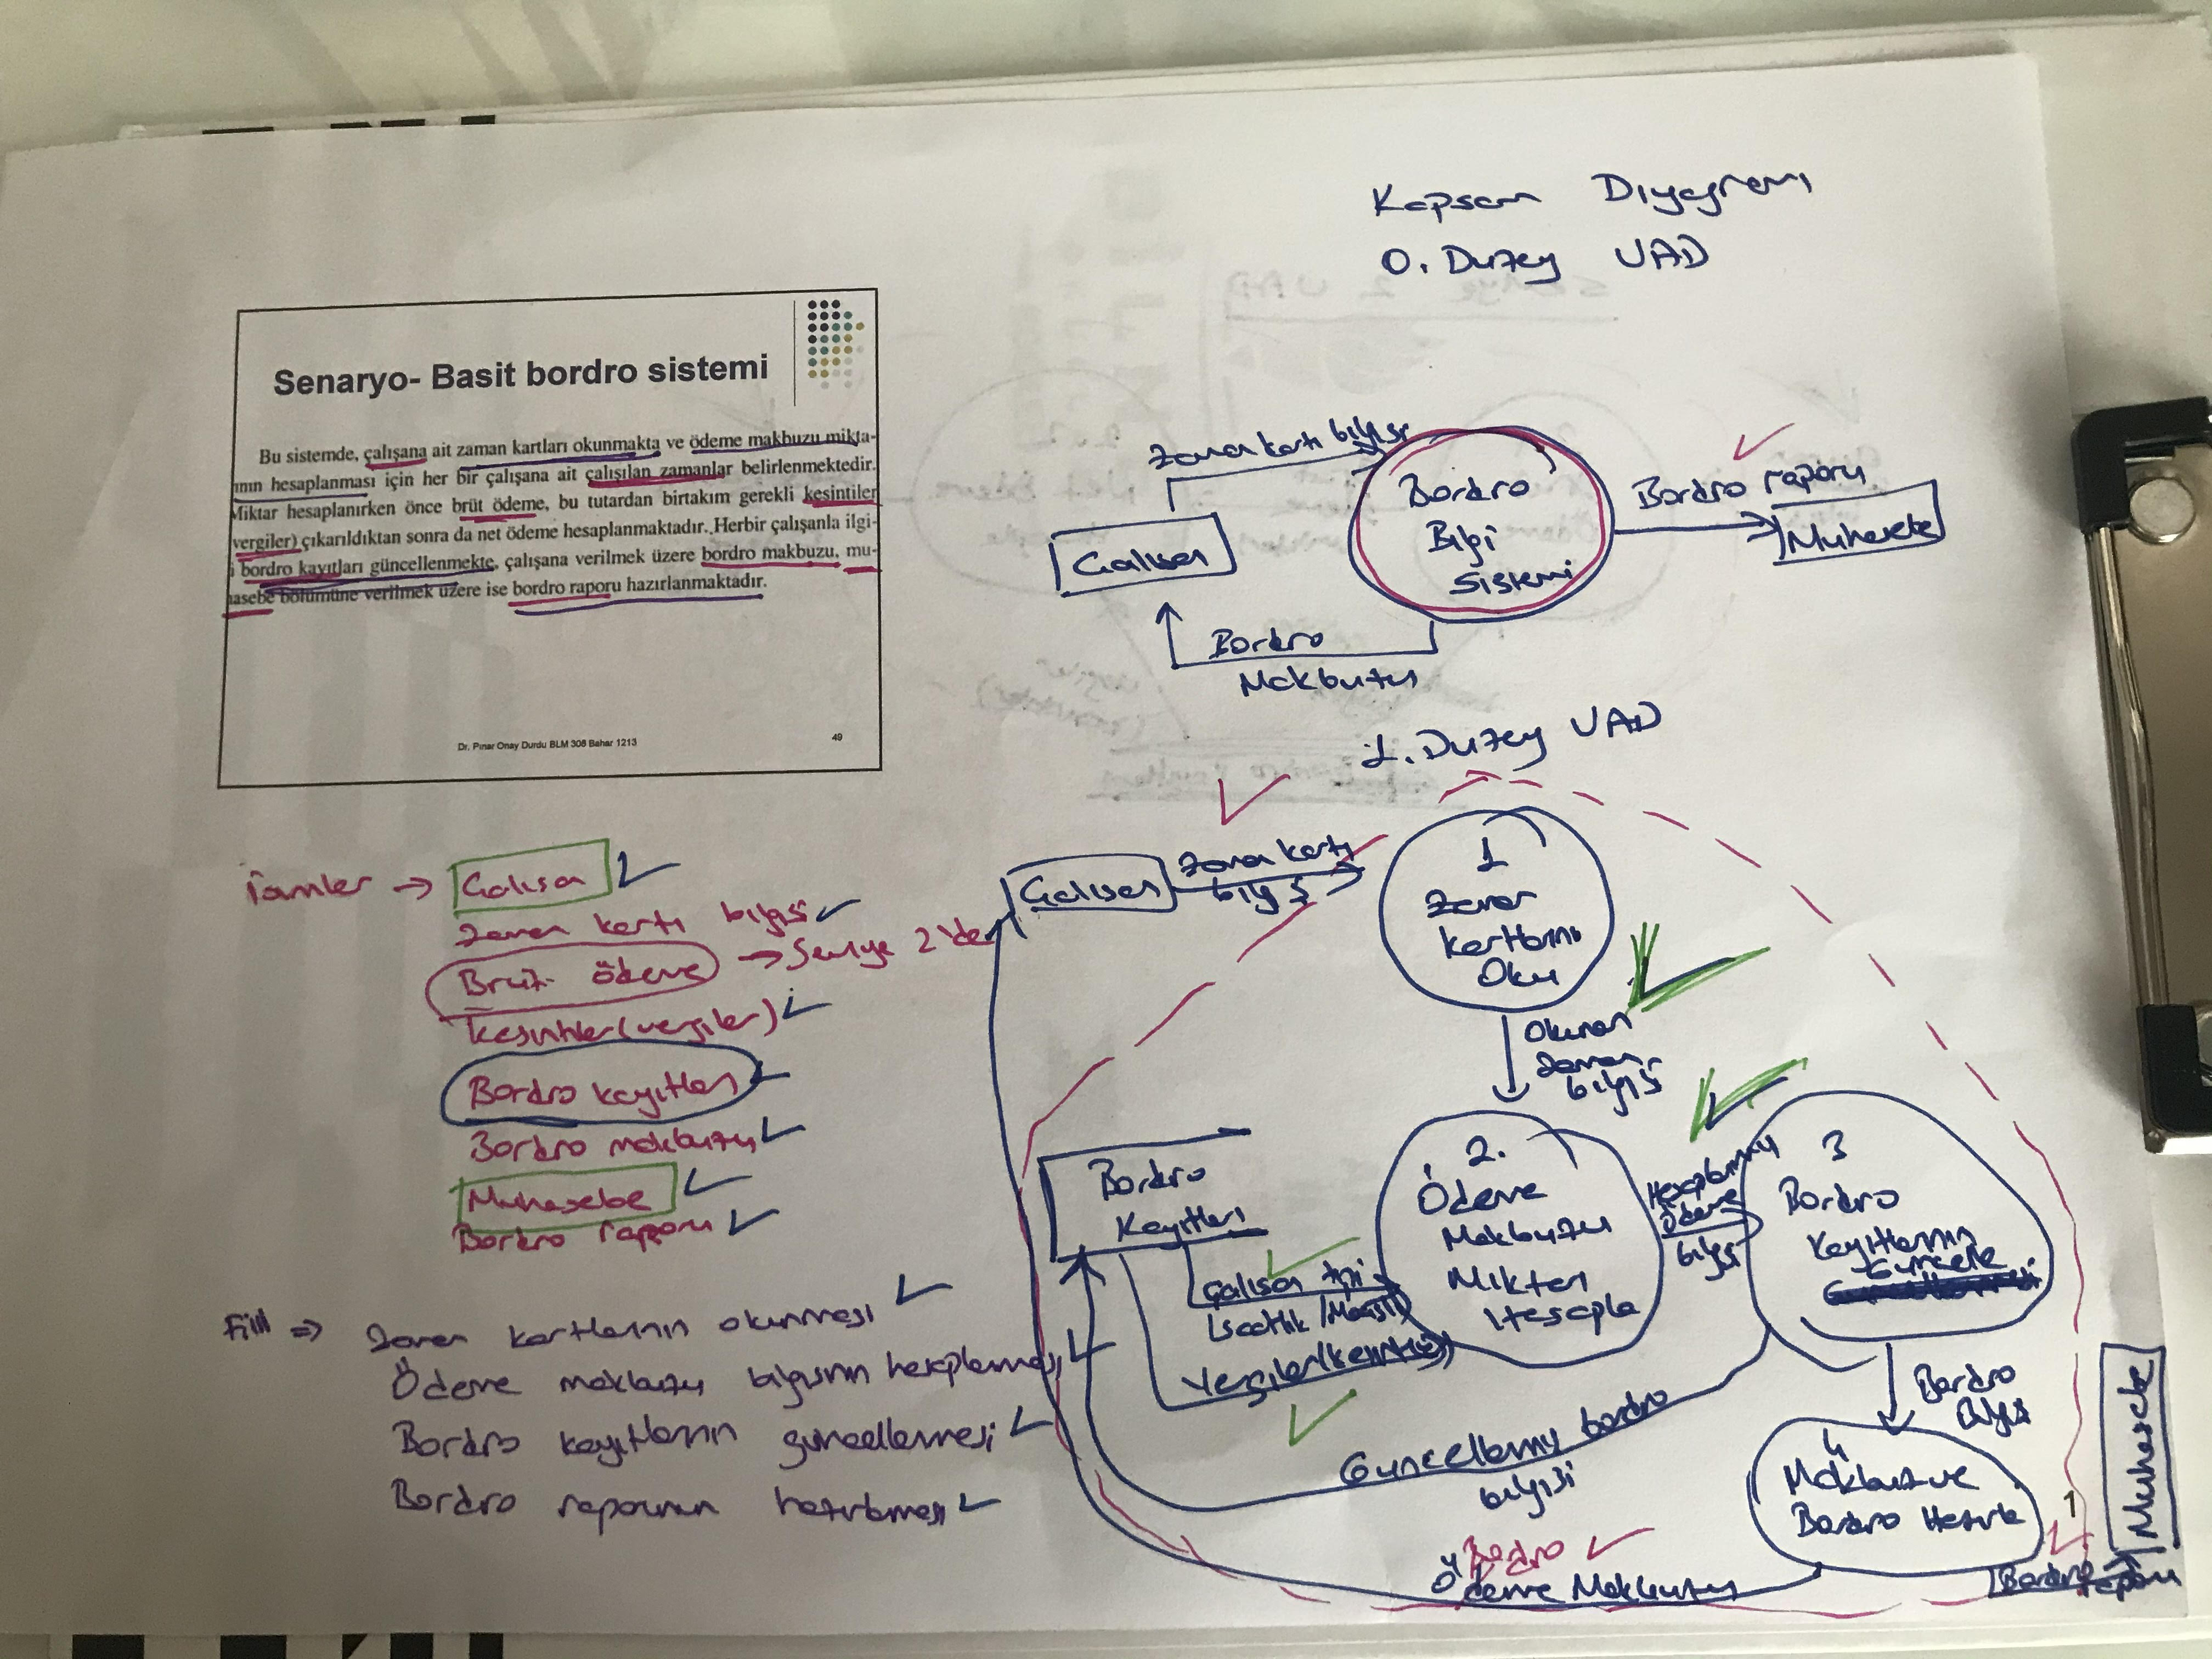 Kapsam Diyagramı
0. Düzey VAD
Senaryo- Basit bordro sistemi
Bu sistemde, çalışana ait zaman kartları okunmakta ve ödeme makbuzu mikta-
ının hesaplanması için her bir çalışana ait çalışılan zamanlar belirlenmektedir.
Miktar hesaplanırken önce brüt ödeme, bu tutardan birtakım gerekli kesintiler
vergiler) çıkarıldıktan sonra da net ödeme hesaplanmaktadır. Herbir çalışanla ilgi-
i bordro kayıtları güncellenmekte, çalışana verilmek üzere bordro makbuzu, mu-
hasebe bölümüne verilmek üzere ise bordro raporu hazırlanmaktadır.
Dr. Pınar Onay Durdu BLM 306 Bahar 1213
49
Zaman kartı bilgisi
Bordro
Bilgi
Sistemi
Bordro raporu
Muhasebe
Çalışan
Bordro
Makbuzu
1. Düzey VAD
İsimler → Çalışan
Zaman kartı bilgisi
Brüt ödeme → Seviye 2'de
Kesintiler (vergiler)
Bordro kayıtları
Bordro makbuzu
Muhasebe
Bordro raporu
Fiil ⇒ Zaman kartlarının okunması
Ödeme makbuzu bilgisinin hesaplanması
Bordro kayıtlarının güncellenmesi
Bordro raporunun hazırlanması
Çalışan
Zaman kartı
bilgisi
1
Zaman
Kartlarını
Oku
Okunan
Zaman
bilgisi
Bordro
Kayıtları
2.
Ödeme
Makbuzu
Miktarı
Hesapla
Hesaplanmış
Ödeme
bilgisi
3
Bordro
Kayıtlarını
Güncelle
Çalışan tipi
(saatlik/Maaşlı)
Vergiler (kesintiler)
Güncellenmiş bordro
bilgisi
Bordro
Bilgisi
4
Makbuz ve
Bordro Hazırla
Muhasebe
1
Bordro
Ödeme Makbuzu
Bordro
raporu